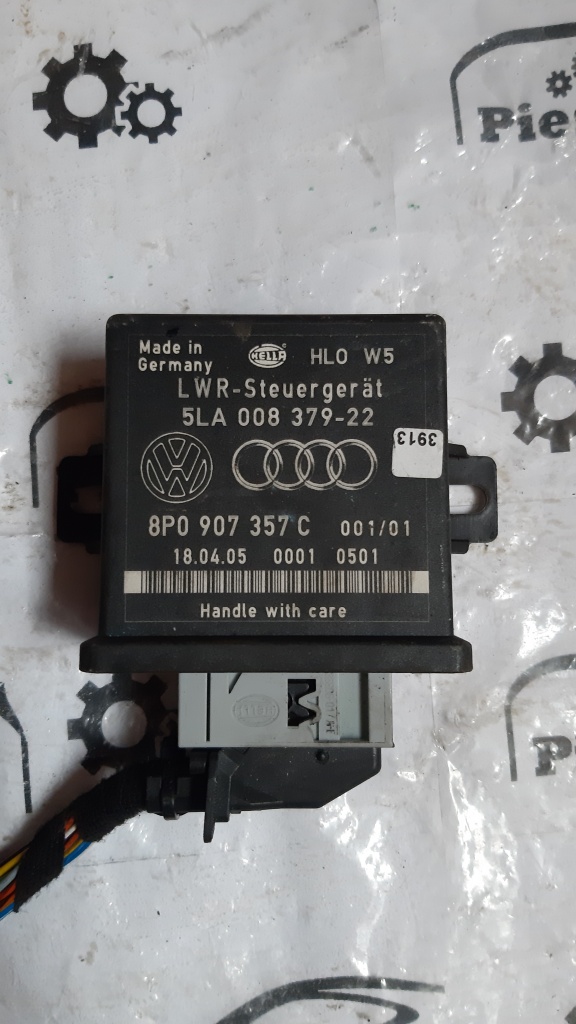 Made in
Germany
HELLA
HLO W5
LWR-Steuergerät
5LA 008 379-22
3913
8P0 907 357 C 001/01
18.04.05 0001 0501
Handle with care
HELLA